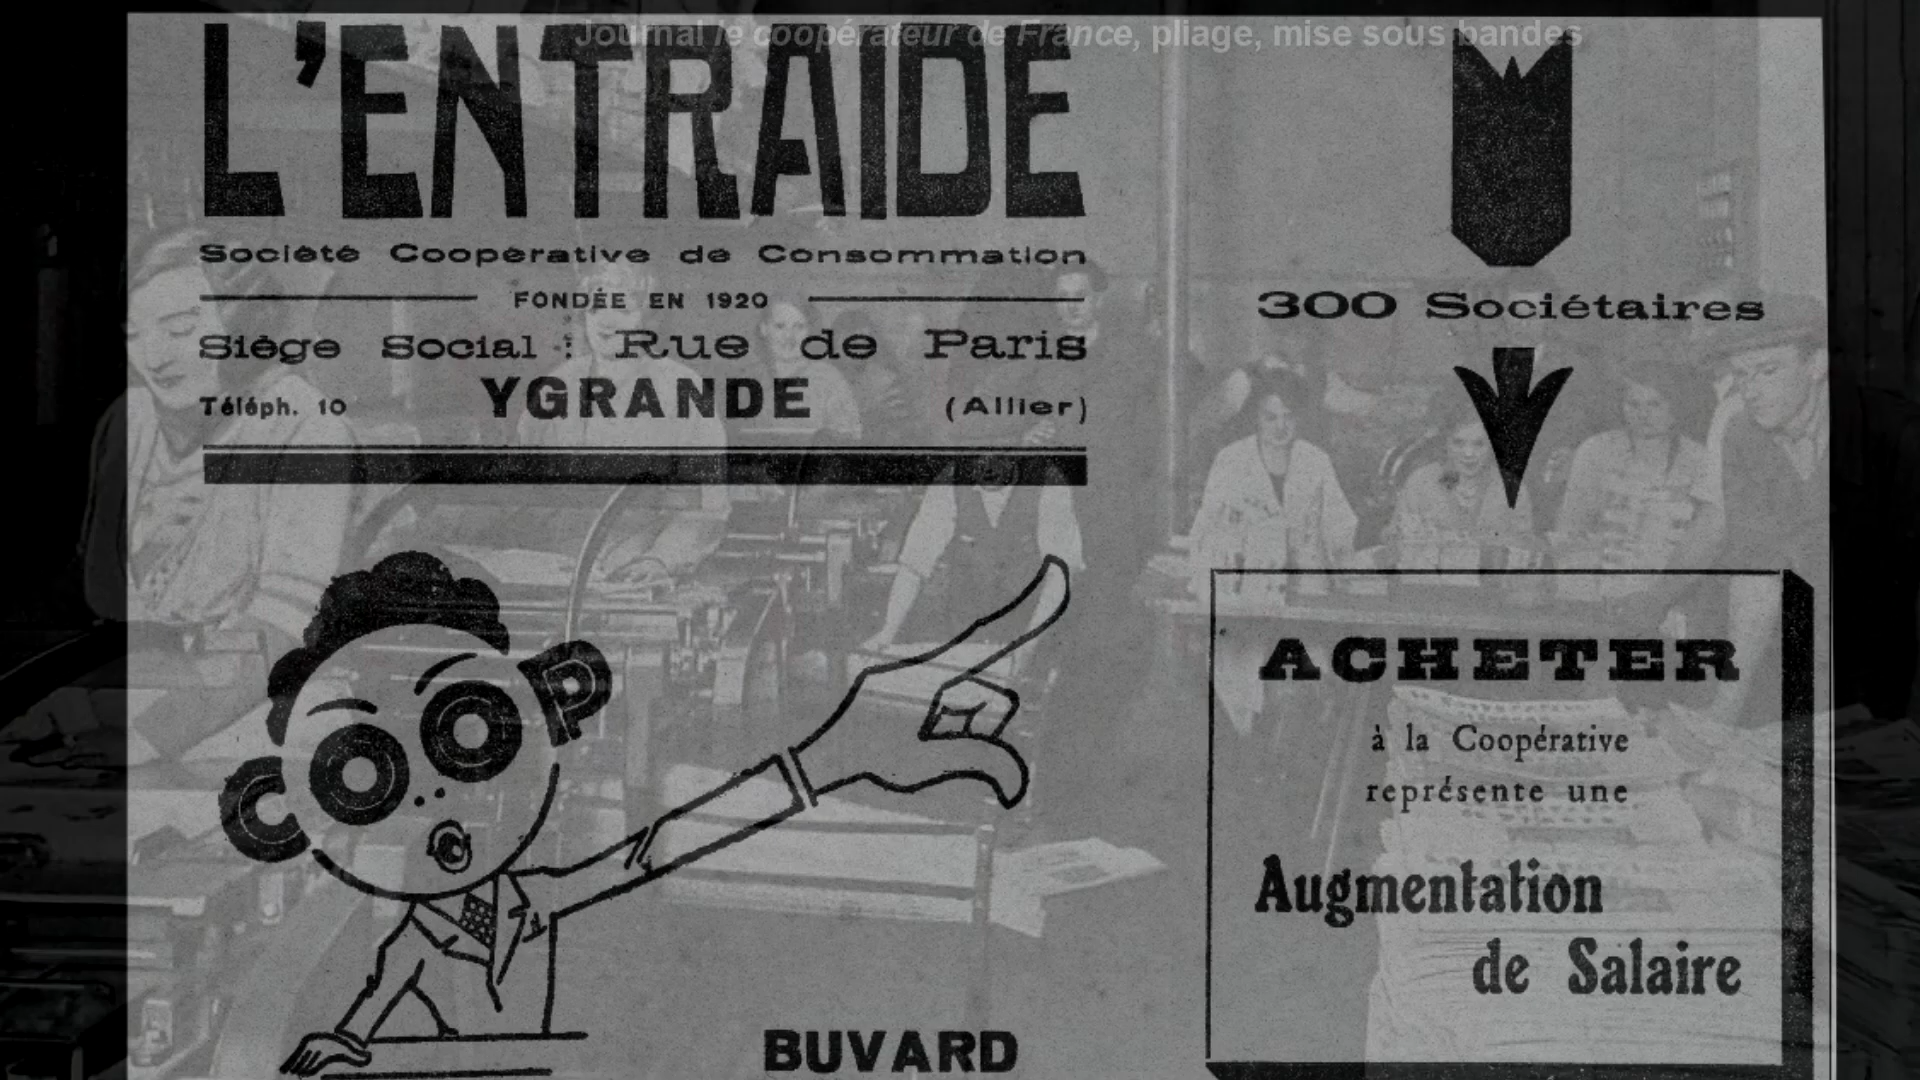 Journal le coopérateur de France, pliage, mise sous bandes
L'ENTRAIDE
Société Coopérative de Consommation
FONDÉE EN 1920
Siège Social : Rue de Paris
Téléph. 10 YGRANDE (Allier)
COOP
BUVARD
300 Sociétaires
ACHETER
à la Coopérative
représente une
Augmentation
de Salaire